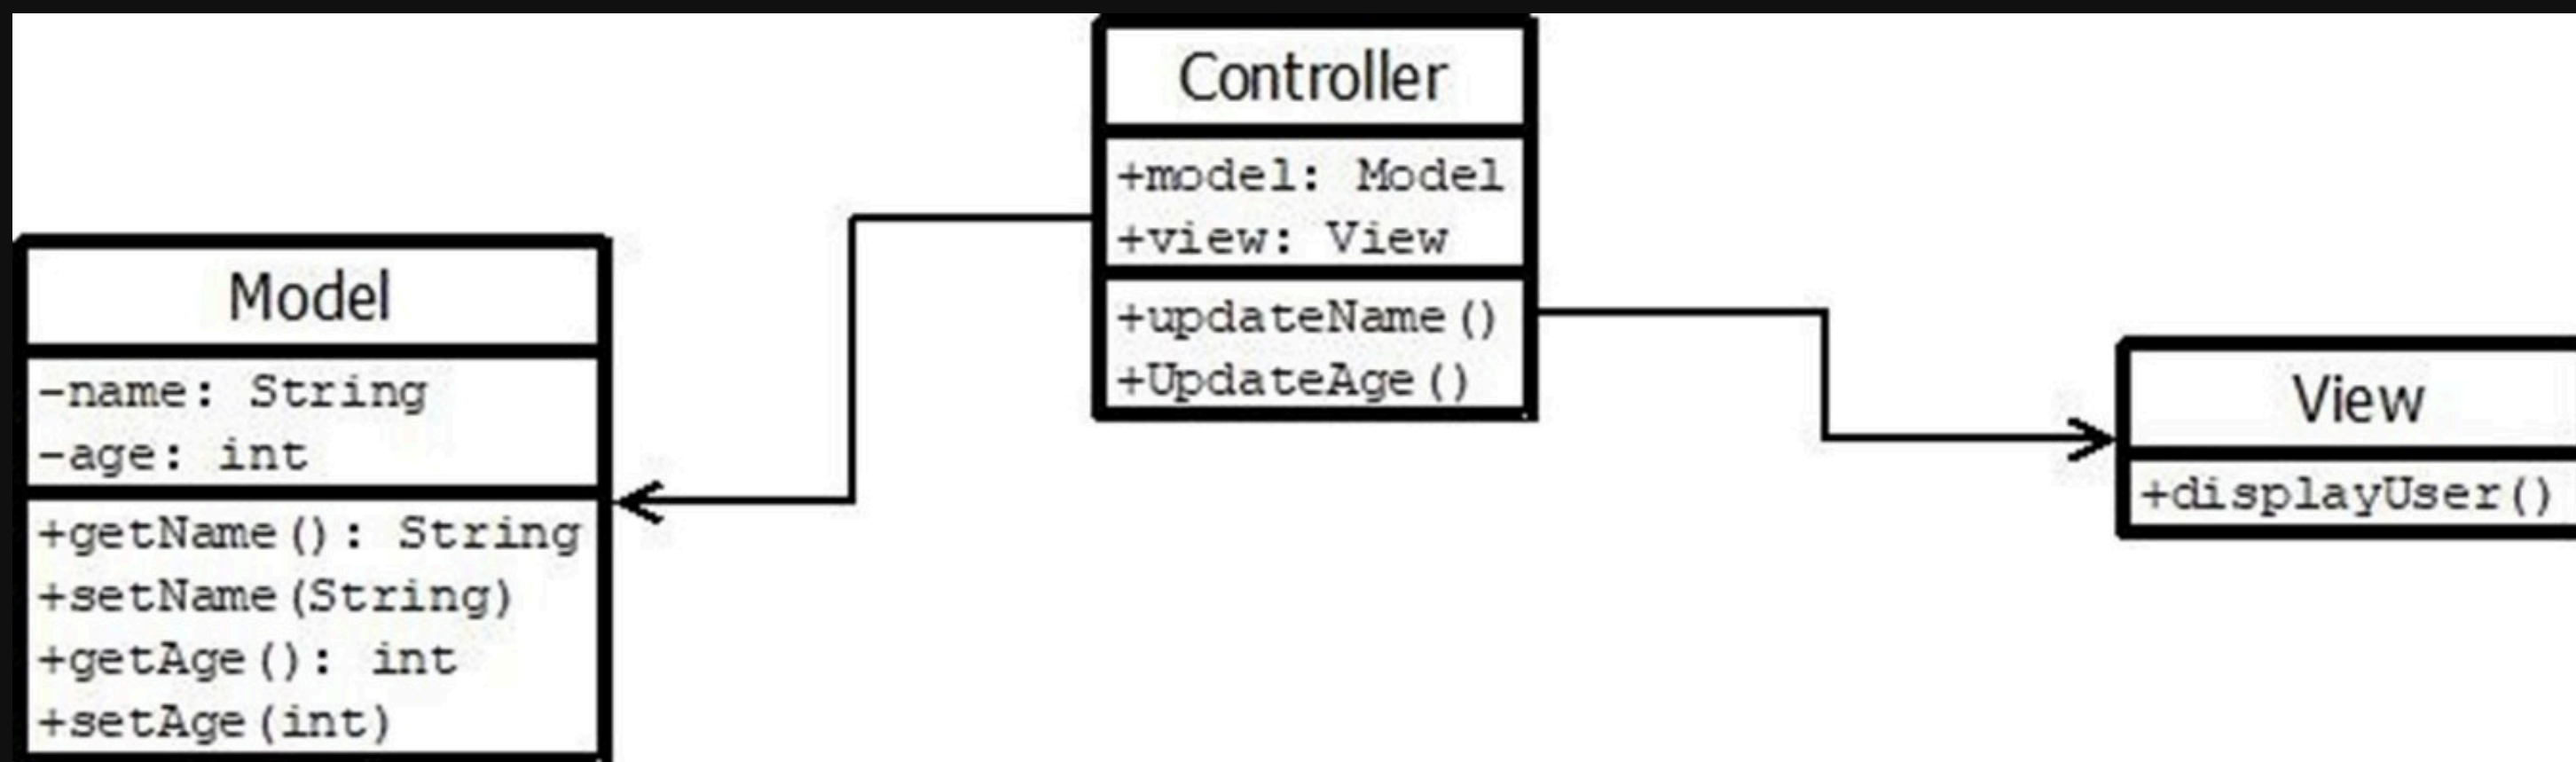 Controller
+model: Model
+view: View
+updateName()
+UpdateAge()
Model
-name: String
-age: int
+getName(): String
+setName(String)
+getAge(): int
+setAge(int)
View
+displayUser()